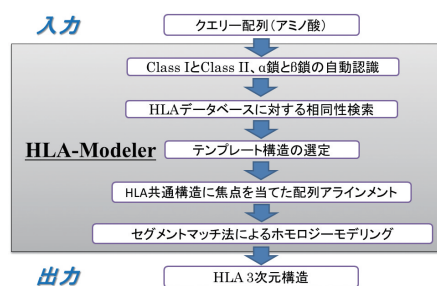 入力
クエリー配列(アミノ酸)
Class IとClass II、α鎖とβ鎖の自動認識
HLAデータベースに対する相同性検索
HLA-Modeler
テンプレート構造の選定
HLA共通構造に焦点を当てた配列アラインメント
セグメントマッチ法によるホモロジーモデリング
出力
HLA 3次元構造